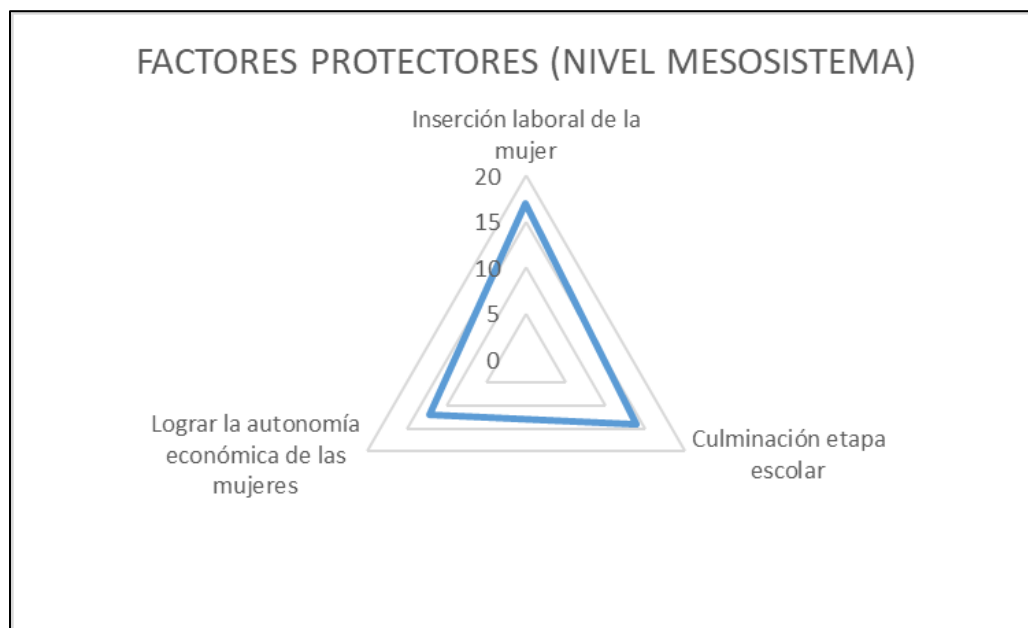 FACTORES PROTECTORES (NIVEL MESOSISTEMA)
Inserción laboral de la
mujer
20
15
10
5
0
Lograr la autonomía
económica de las
mujeres
Culminación etapa
escolar